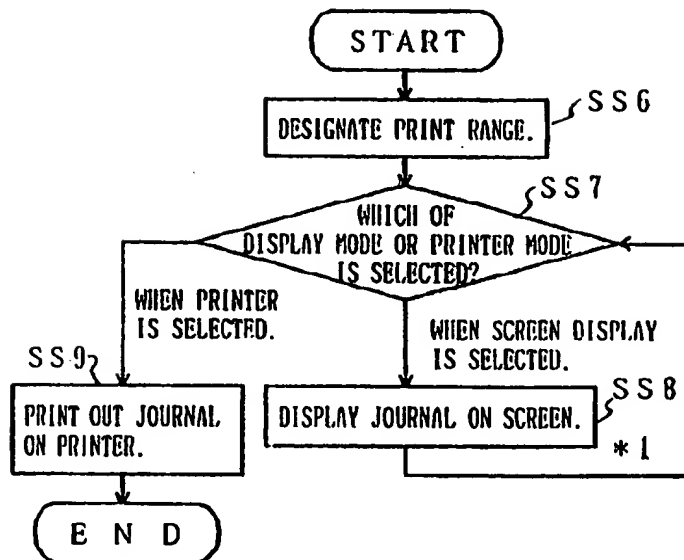 START
SS6
DESIGNATE PRINT RANGE.
SS7
WHICH OF
DISPLAY MODE OR PRINTER MODE
IS SELECTED?
WHEN PRINTER
IS SELECTED.
WHEN SCREEN DISPLAY
IS SELECTED.
SS9
PRINT OUT JOURNAL
ON PRINTER.
SS8
DISPLAY JOURNAL ON SCREEN.
*1
END